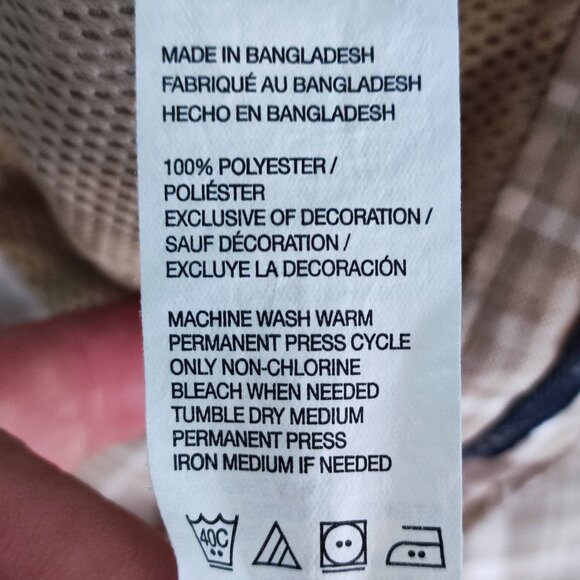 MADE IN BANGLADESH
FABRIQUÉ AU BANGLADESH
HECHO EN BANGLADESH
100% POLYESTER /
POLIÉSTER
EXCLUSIVE OF DECORATION /
SAUF DÉCORATION /
EXCLUYE LA DECORACIÓN
MACHINE WASH WARM
PERMANENT PRESS CYCLE
ONLY NON-CHLORINE
BLEACH WHEN NEEDED
TUMBLE DRY MEDIUM
PERMANENT PRESS
IRON MEDIUM IF NEEDED
40C